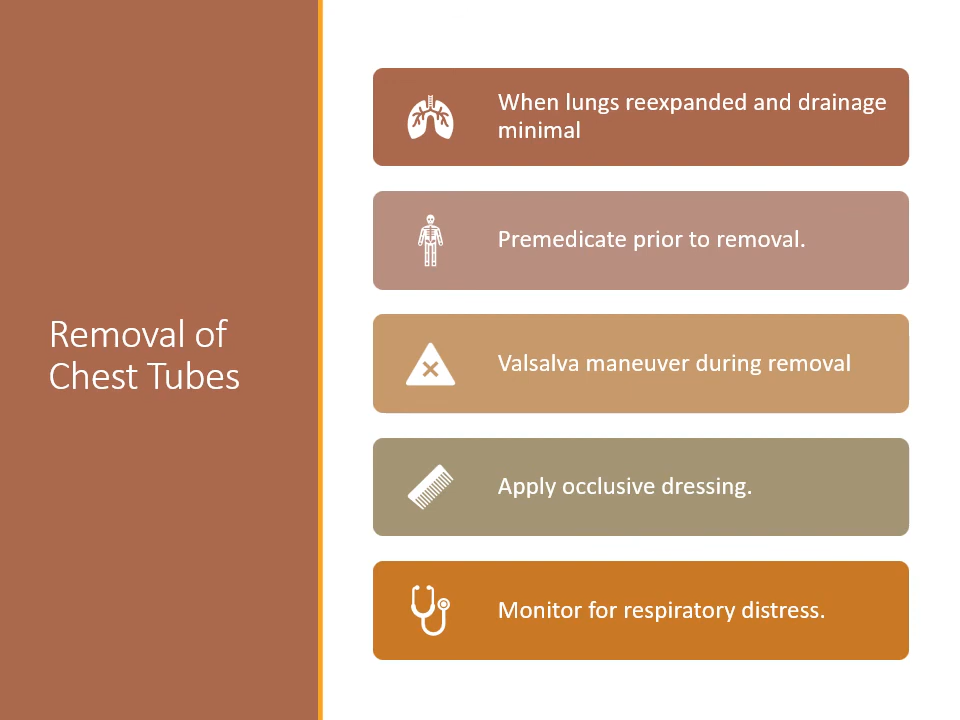 Removal of
Chest Tubes
When lungs reexpanded and drainage
minimal
Premedicate prior to removal.
Valsalva maneuver during removal
Apply occlusive dressing.
Monitor for respiratory distress.